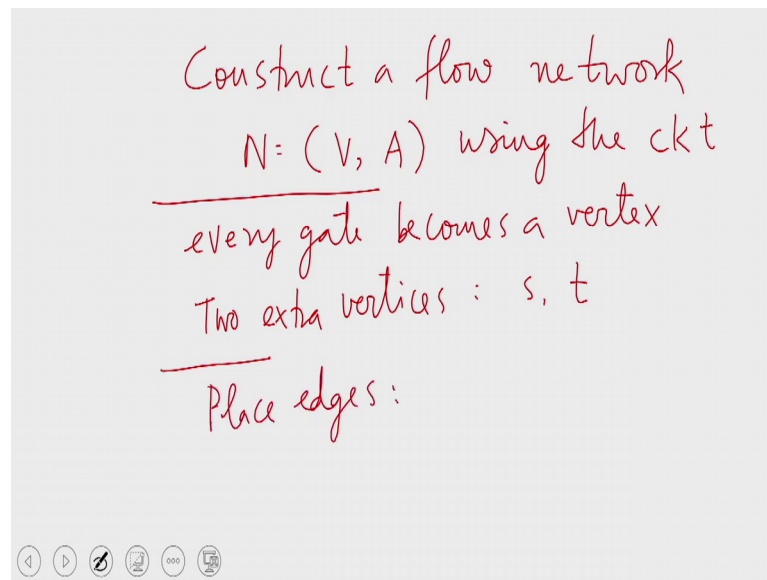 Construct a flow network
N = (V, A) using the ckt
every gate becomes a vertex
Two extra vertices : s, t
Place edges :